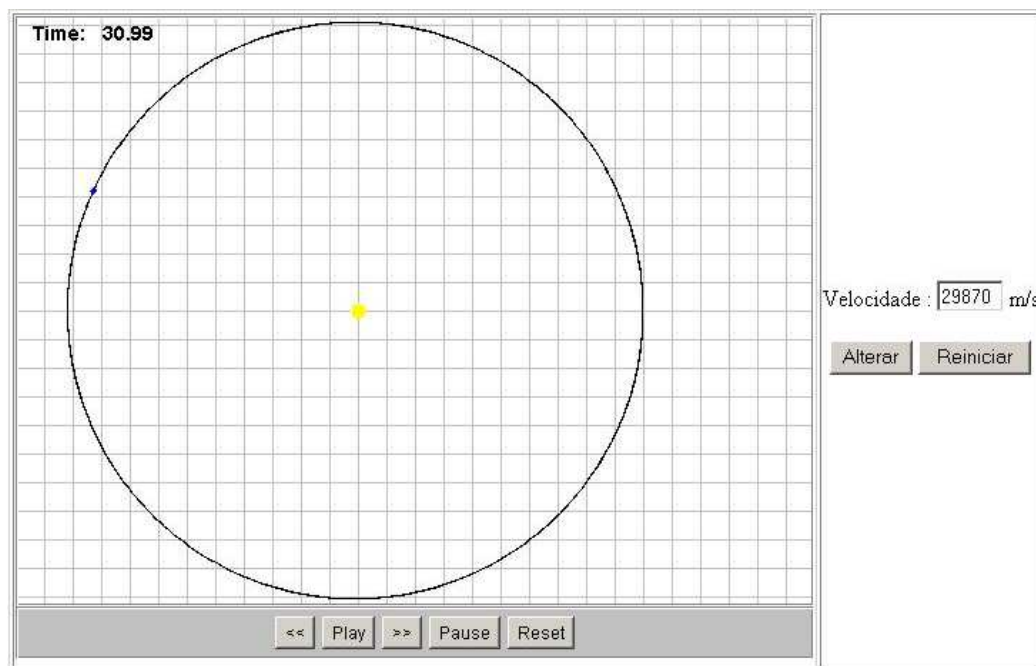 Time: 30.99
Velocidade : 29870 m/s
Alterar Reiniciar
<< Play >> Pause Reset